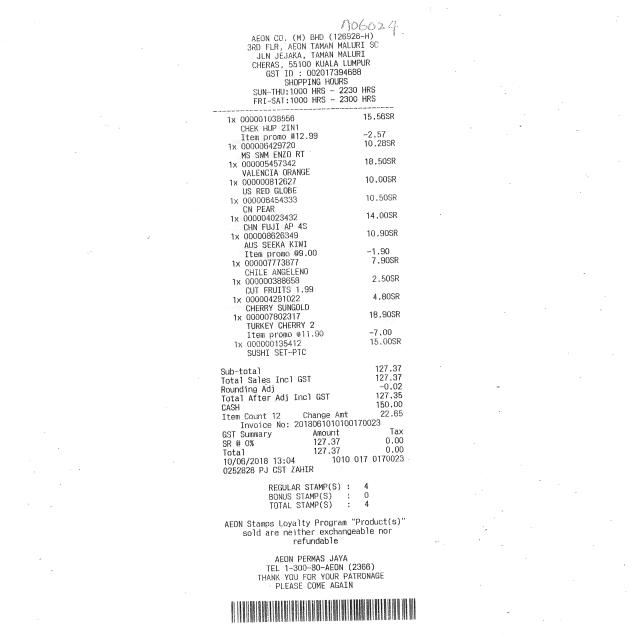 A06024
AEON CO. (M) BHD (126926-H)
3RD FLR, AEON TAMAN MALURI SC
JLN JEJAKA, TAMAN MALURI
CHERAS, 55100 KUALA LUMPUR
GST ID : 002017394688
SHOPPING HOURS
SUN-THU:1000 HRS - 2230 HRS
FRI-SAT:1000 HRS - 2300 HRS
1x 000001038556 15.56SR
CHEK HUP 2IN1
Item promo @12.99 -2.57
1x 000006429720 10.28SR
MS SWM ENZO RT
1x 000005457342 18.50SR
VALENCIA ORANGE
1x 000000812627 10.00SR
US RED GLOBE
1x 000006454333 10.50SR
CN PEAR
1x 000004023432 14.00SR
CHN FUJI AP 4S
1x 000008626349 10.90SR
AUS SEEKA KIWI
Item promo @9.00 -1.90
1x 000007773877 7.90SR
CHILE ANGELENO
1x 000000388658 2.50SR
CUT FRUITS 1.99
1x 000004291022 4.80SR
CHERRY SUNGOLD
1x 000007802317 18.90SR
TURKEY CHERRY 2
Item promo @11.90 -7.00
1x 000000135412 15.00SR
SUSHI SET-PTC
Sub-total 127.37
Total Sales Incl GST 127.37
Rounding Adj -0.02
Total After Adj Incl GST 127.35
CASH 150.00
Item Count 12 Change Amt 22.65
Invoice No: 2018061010100170023
GST Summary Amount Tax
SR @ 0% 127.37 0.00
Total 127.37 0.00
10/06/2018 13:04 1010 017 0170023
0252828 PJ CST ZAHIR
REGULAR STAMP(S) : 4
BONUS STAMP(S) : 0
TOTAL STAMP(S) : 4
AEON Stamps Loyalty Program "Product(s)"
sold are neither exchangeable nor
refundable
AEON PERMAS JAYA
TEL 1-300-80-AEON (2366)
THANK YOU FOR YOUR PATRONAGE
PLEASE COME AGAIN